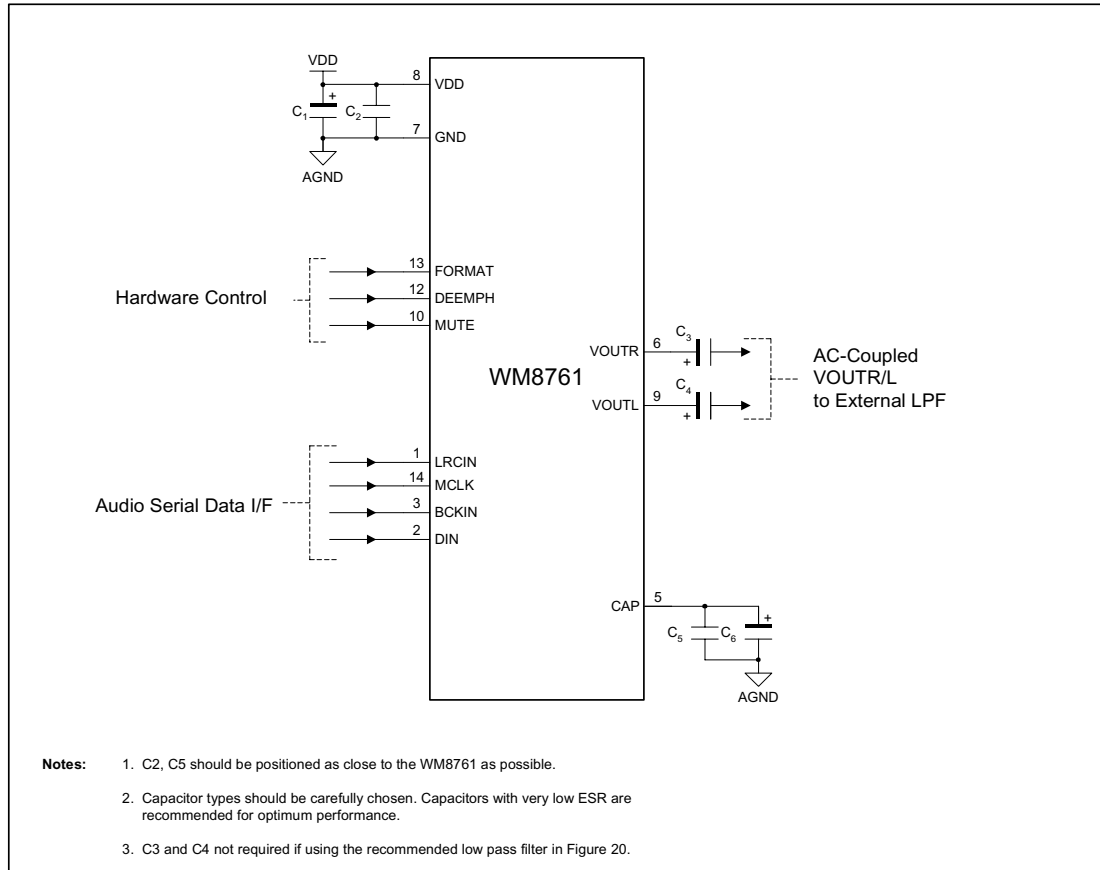 VDD
8
VDD
+
C1
C2
7
GND
AGND
13
FORMAT
Hardware Control
12
DEEMPH
10
MUTE
WM8761
VOUTR
6
C3
+
VOUTL
9
C4
+
AC-Coupled
VOUTR/L
to External LPF
1
LRCIN
14
MCLK
Audio Serial Data I/F
3
BCKIN
2
DIN
CAP
5
C5
C6
+
AGND
Notes: 1. C2, C5 should be positioned as close to the WM8761 as possible.
2. Capacitor types should be carefully chosen. Capacitors with very low ESR are
recommended for optimum performance.
3. C3 and C4 not required if using the recommended low pass filter in Figure 20.